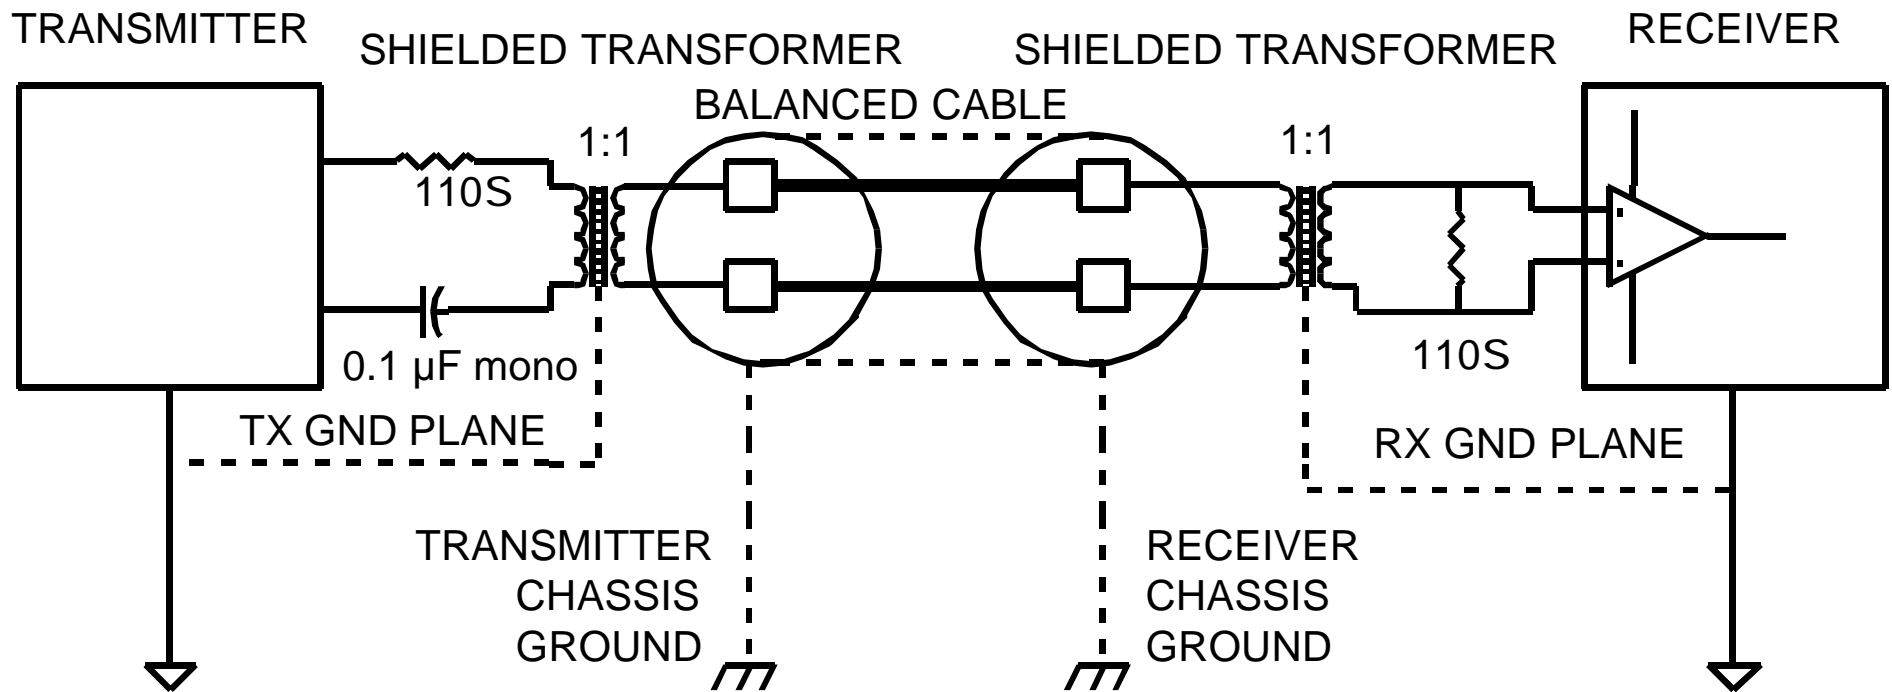 TRANSMITTER
SHIELDED TRANSFORMER
SHIELDED TRANSFORMER
RECEIVER
BALANCED CABLE
1:1
1:1
110S
0.1 µF mono
110S
TX GND PLANE
RX GND PLANE
TRANSMITTER
CHASSIS
GROUND
RECEIVER
CHASSIS
GROUND